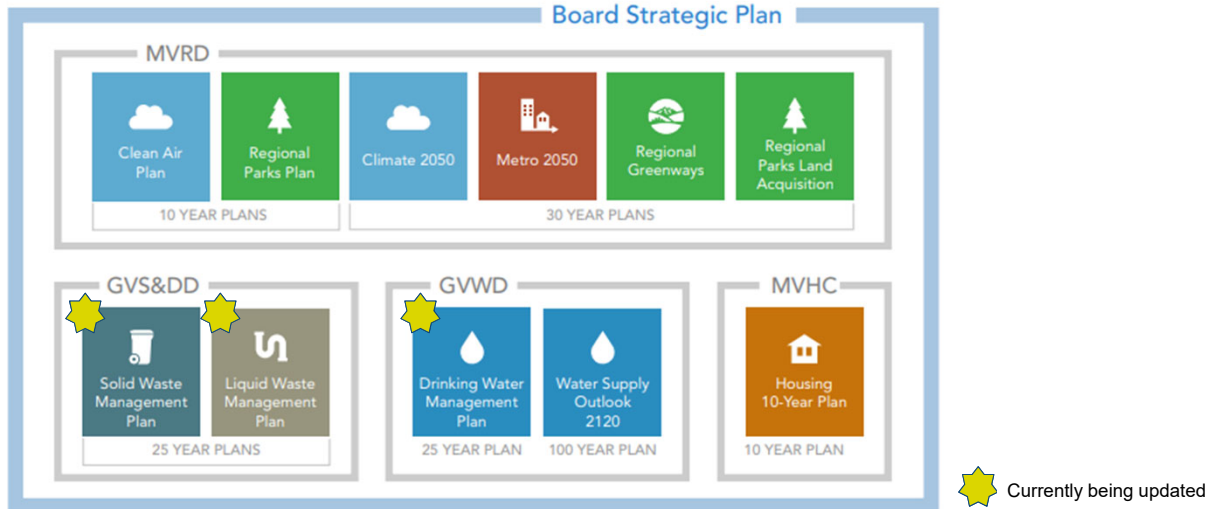 Board Strategic Plan
MVRD
Clean Air
Plan
Regional
Parks Plan
Climate 2050
Metro 2050
Regional
Greenways
Regional
Parks Land
Acquisition
10 YEAR PLANS
30 YEAR PLANS
GVS&DD
Solid Waste
Management
Plan
Liquid Waste
Management
Plan
25 YEAR PLANS
GVWD
Drinking Water
Management
Plan
Water Supply
Outlook
2120
25 YEAR PLAN
100 YEAR PLAN
MVHC
Housing
10-Year Plan
10 YEAR PLAN
Currently being updated